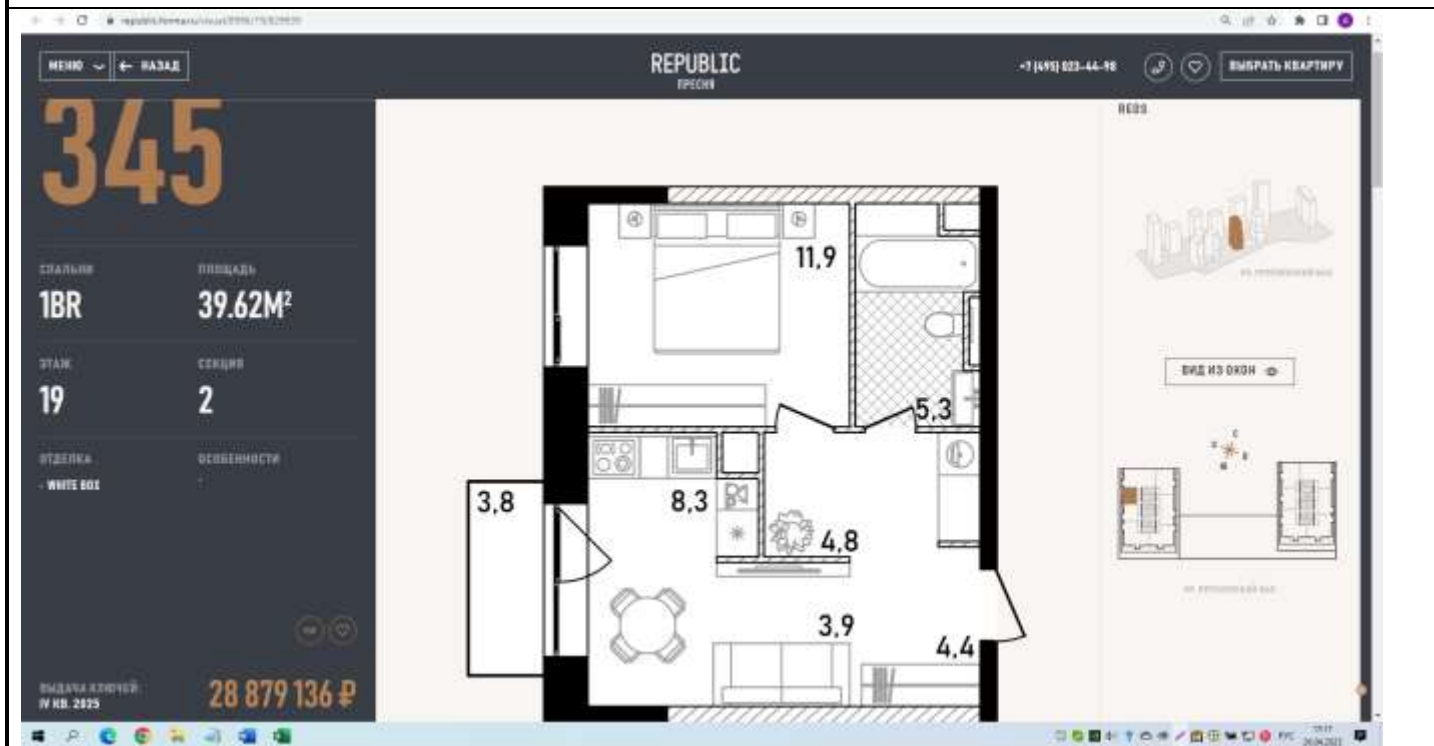 МЕНЮ
← НАЗАД
REPUBLIC
ПРЕСНЯ
+7 (495) 023-44-98
ВЫБРАТЬ КВАРТИРУ
345
СПАЛЬНИ
ПЛОЩАДЬ
1BR
39.62М²
ЭТАЖ
СЕКЦИЯ
19
2
ОТДЕЛКА
ОСОБЕННОСТИ
- WHITE BOX
-
ВЫДАЧА КЛЮЧЕЙ:
IV КВ. 2025
28 879 136 ₽
11,9
5,3
3,8
8,3
4,8
3,9
4,4
REDS
ВИД ИЗ ОКОН
РУС